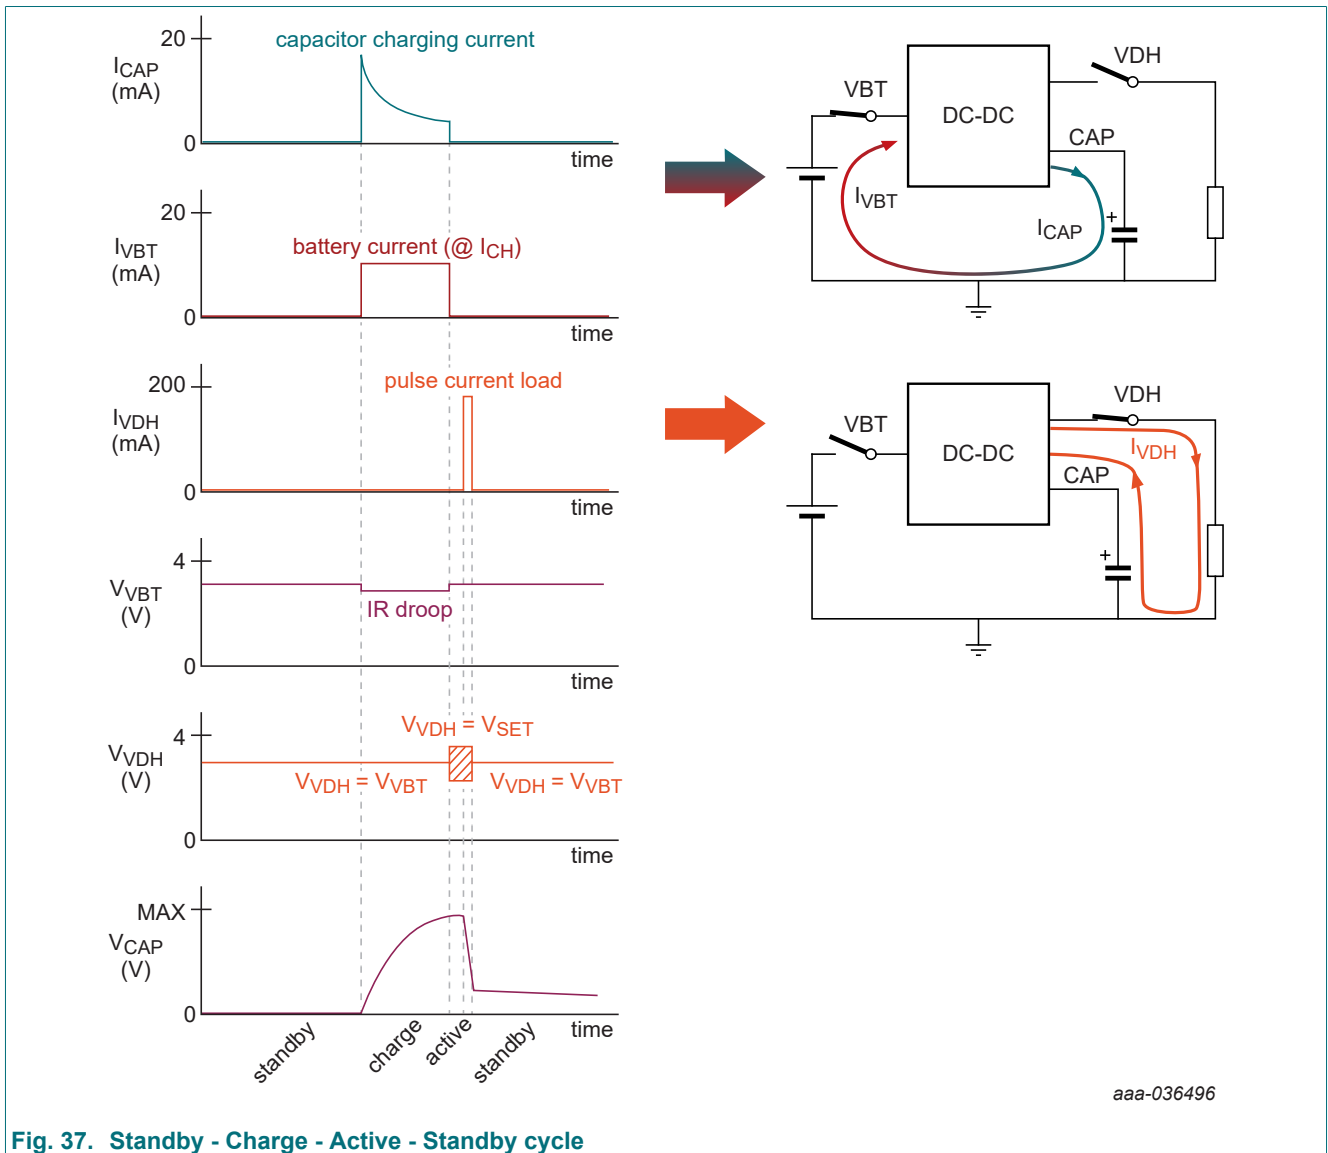 20
capacitor charging current
ICAP
(mA)
0
time
20
IVBT
(mA)
battery current (@ ICH)
0
time
200
pulse current load
IVDH
(mA)
0
time
4
VVBT
(V)
IR droop
0
time
VVDH = VSET
4
VVDH
(V)
VVDH = VVBT
VVDH = VVBT
0
time
MAX
VCAP
(V)
0
time
standby
charge
active
standby
VDH
VBT
DC-DC
CAP
IVBT
+
ICAP
VDH
VBT
IVDH
DC-DC
CAP
+
aaa-036496
Fig. 37. Standby - Charge - Active - Standby cycle